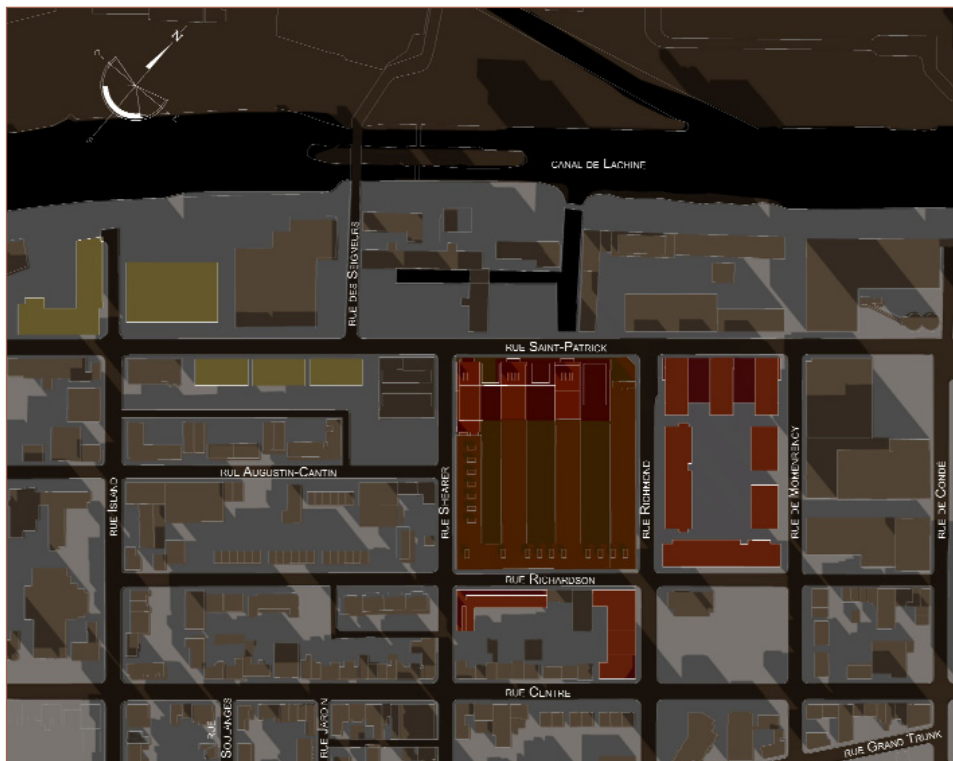 N
CANAL DE LACHINE
RUE DES SEIGNEURS
RUE SAINT-PATRICK
RUE AUGUSTIN-CANTIN
RUE ISLAND
RUE SHEARER
RUE RICHMOND
RUE DE MONTMORENCY
RUE DE CONDÉ
RUE RICHARDSON
RUE CENTRE
RUE SOULANGES
RUE JARDIN
RUE GRAND TRUNK